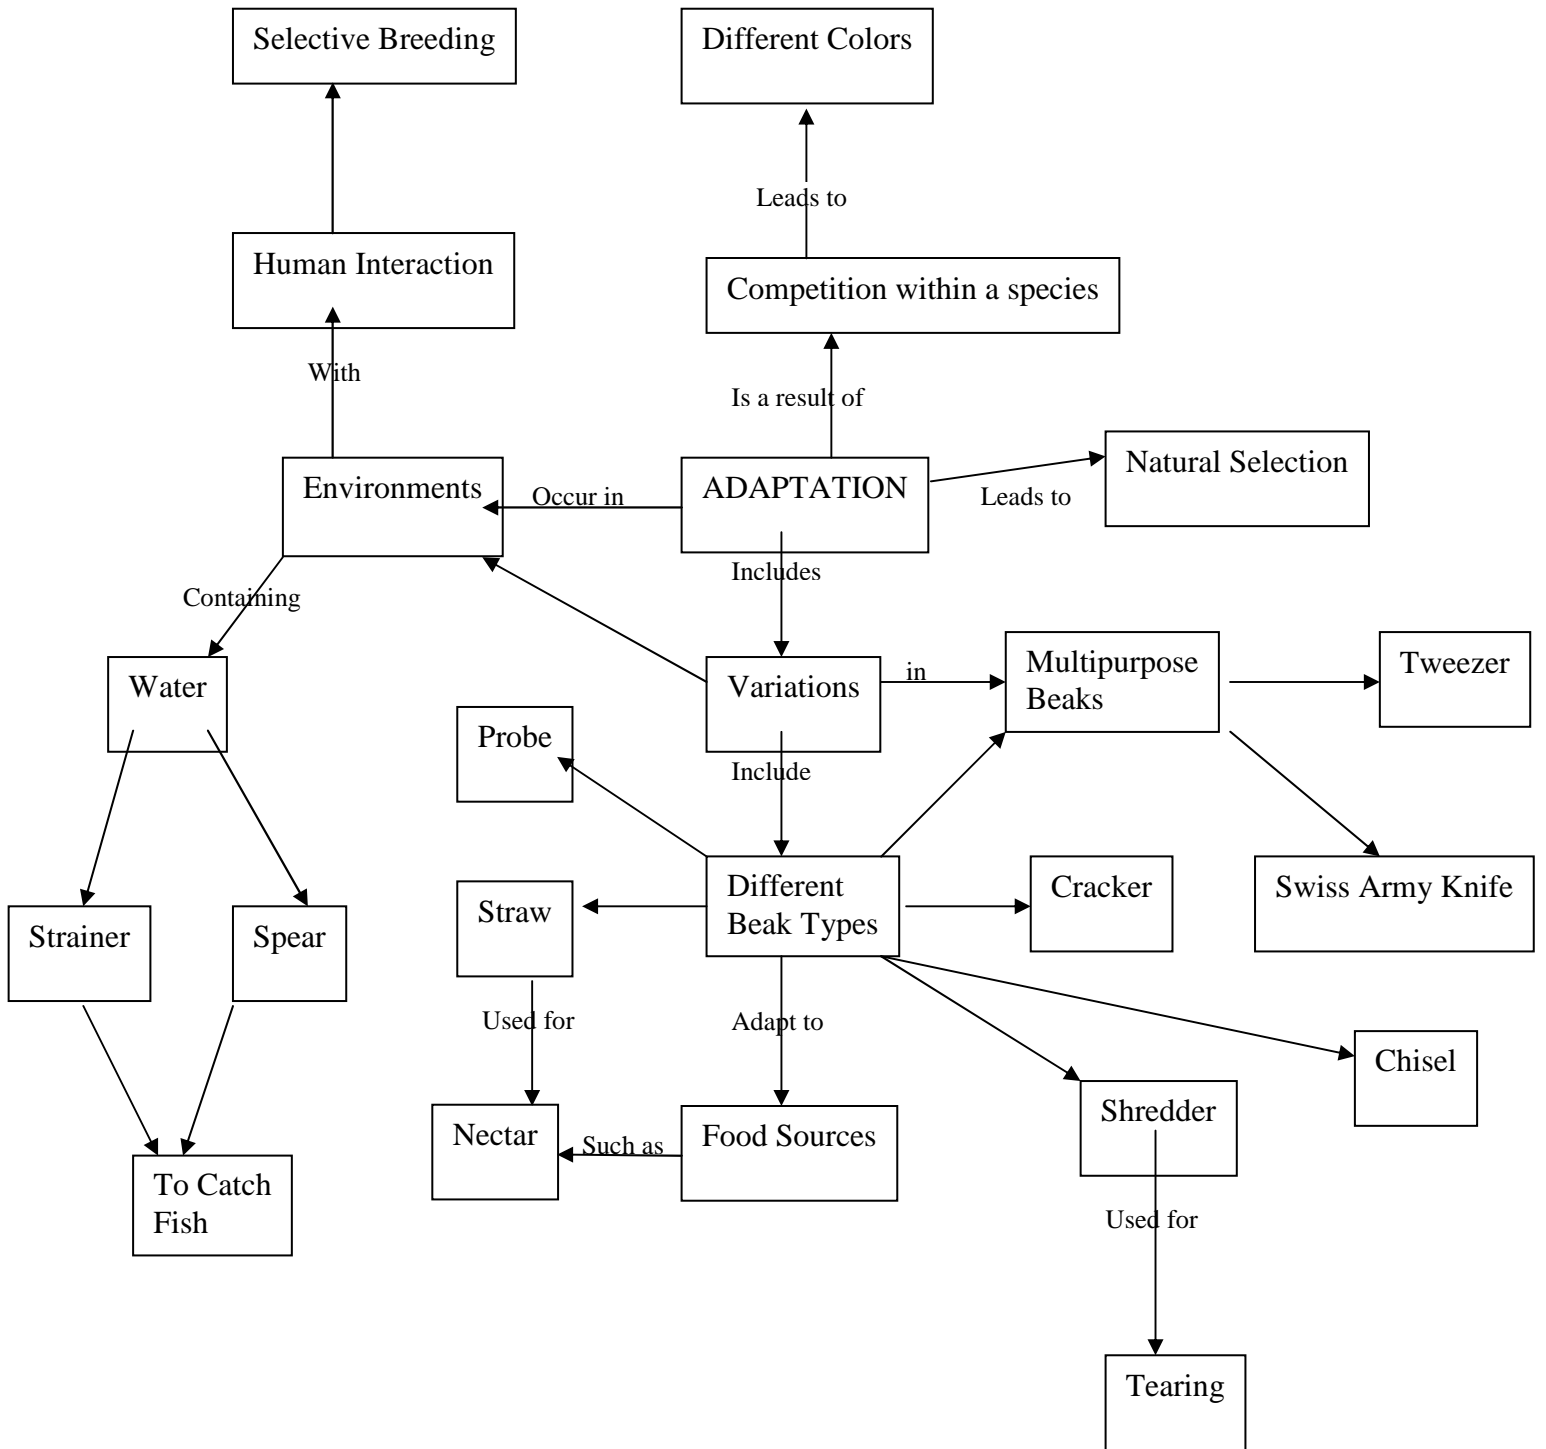 Selective Breeding
Different Colors
Leads to
Human Interaction
Competition within a species
With
Is a result of
Natural Selection
Environments
Occur in
ADAPTATION
Leads to
Includes
Containing
Multipurpose
Beaks
Tweezer
Water
Variations
in
Probe
Include
Different
Beak Types
Cracker
Swiss Army Knife
Straw
Strainer
Spear
Used for
Adapt to
Chisel
Shredder
Nectar
Such as
Food Sources
To Catch
Fish
Used for
Tearing